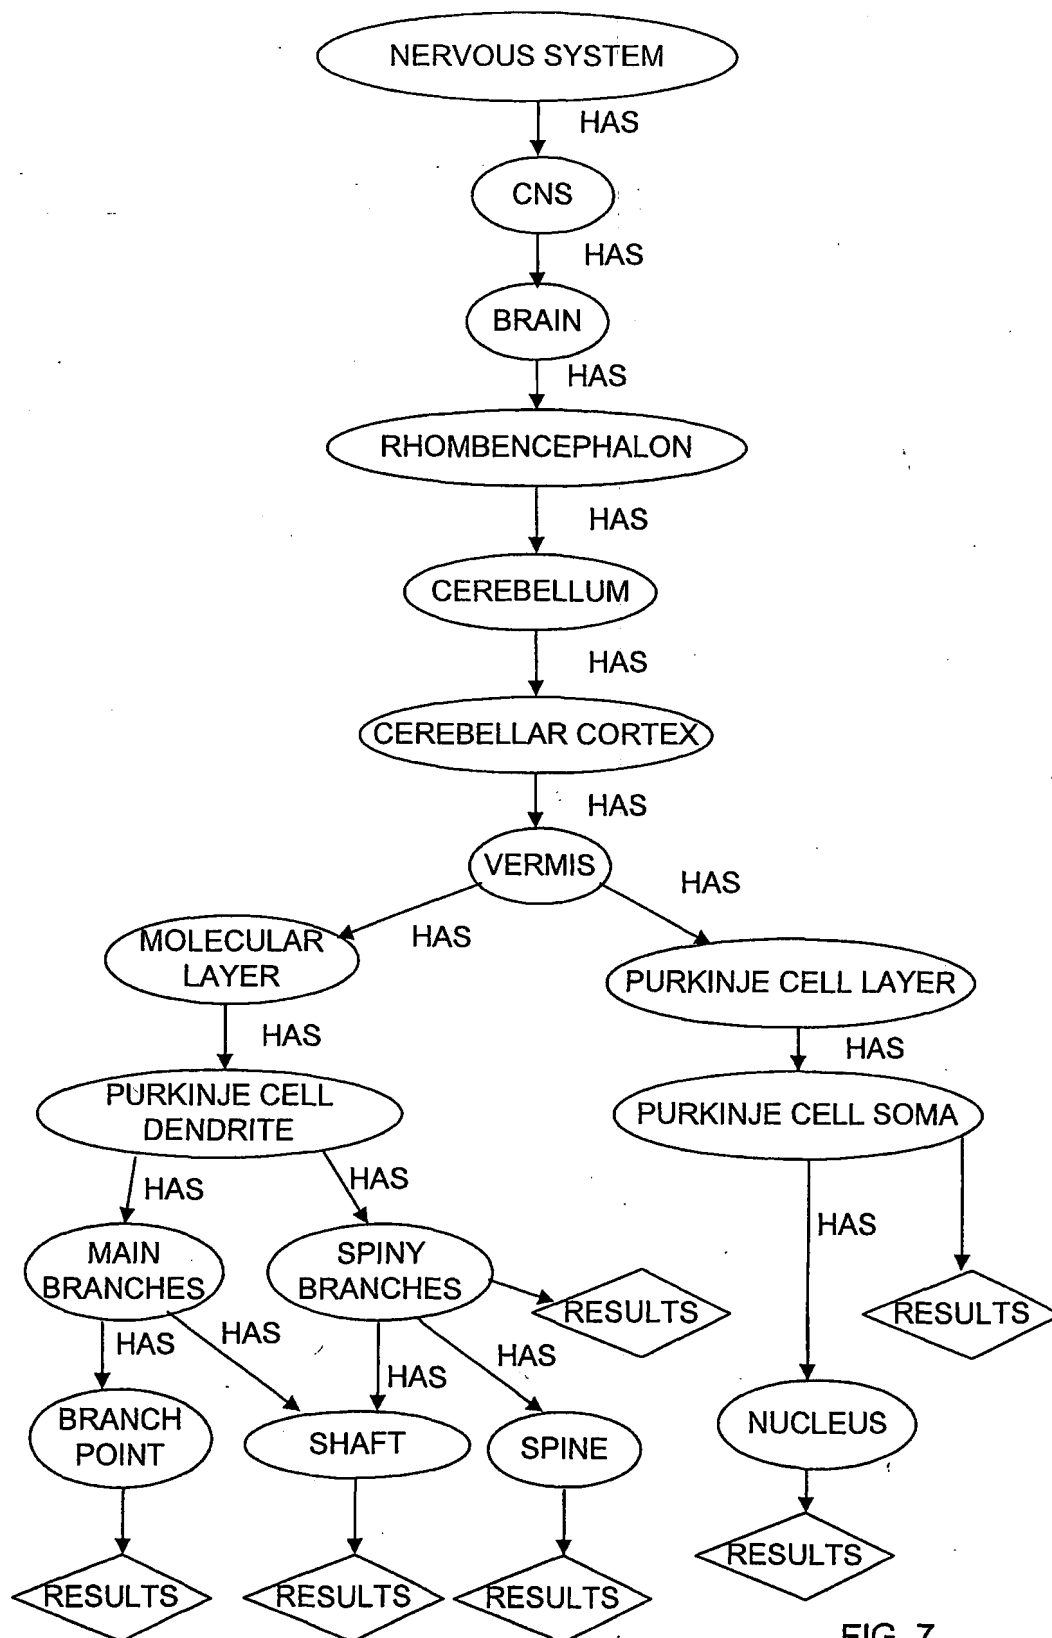 NERVOUS SYSTEM
HAS
CNS
HAS
BRAIN
HAS
RHOMBENCEPHALON
HAS
CEREBELLUM
HAS
CEREBELLAR CORTEX
HAS
VERMIS
HAS
HAS
MOLECULAR
LAYER
PURKINJE CELL LAYER
HAS
HAS
PURKINJE CELL
DENDRITE
PURKINJE CELL SOMA
HAS
HAS
HAS
MAIN
BRANCHES
SPINY
BRANCHES
RESULTS
RESULTS
HAS
HAS
HAS
HAS
BRANCH
POINT
SHAFT
SPINE
NUCLEUS
RESULTS
RESULTS
RESULTS
RESULTS
FIG. 7